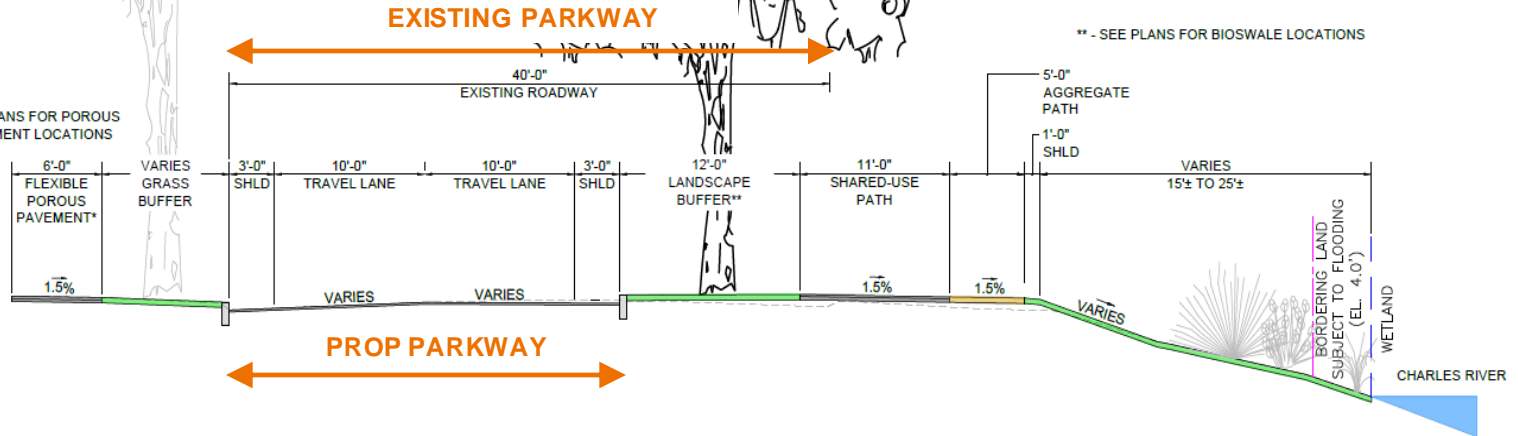 EXISTING PARKWAY
** - SEE PLANS FOR BIOSWALE LOCATIONS
40'-0"
EXISTING ROADWAY
5'-0"
AGGREGATE
PATH
1'-0"
SHLD
FOR POROUS
LOCATIONS
6'-0"
FLEXIBLE
POROUS
PAVEMENT*
VARIES
GRASS
BUFFER
3'-0"
SHLD
10'-0"
TRAVEL LANE
10'-0"
TRAVEL LANE
3'-0"
SHLD
12'-0"
LANDSCAPE
BUFFER**
11'-0"
SHARED-USE
PATH
VARIES
15'± TO 25'±
1.5%
VARIES
VARIES
1.5%
1.5%
VARIES
BORDERING LAND
SUBJECT TO FLOODING
(EL. 4.0')
WETLAND
CHARLES RIVER
PROP PARKWAY